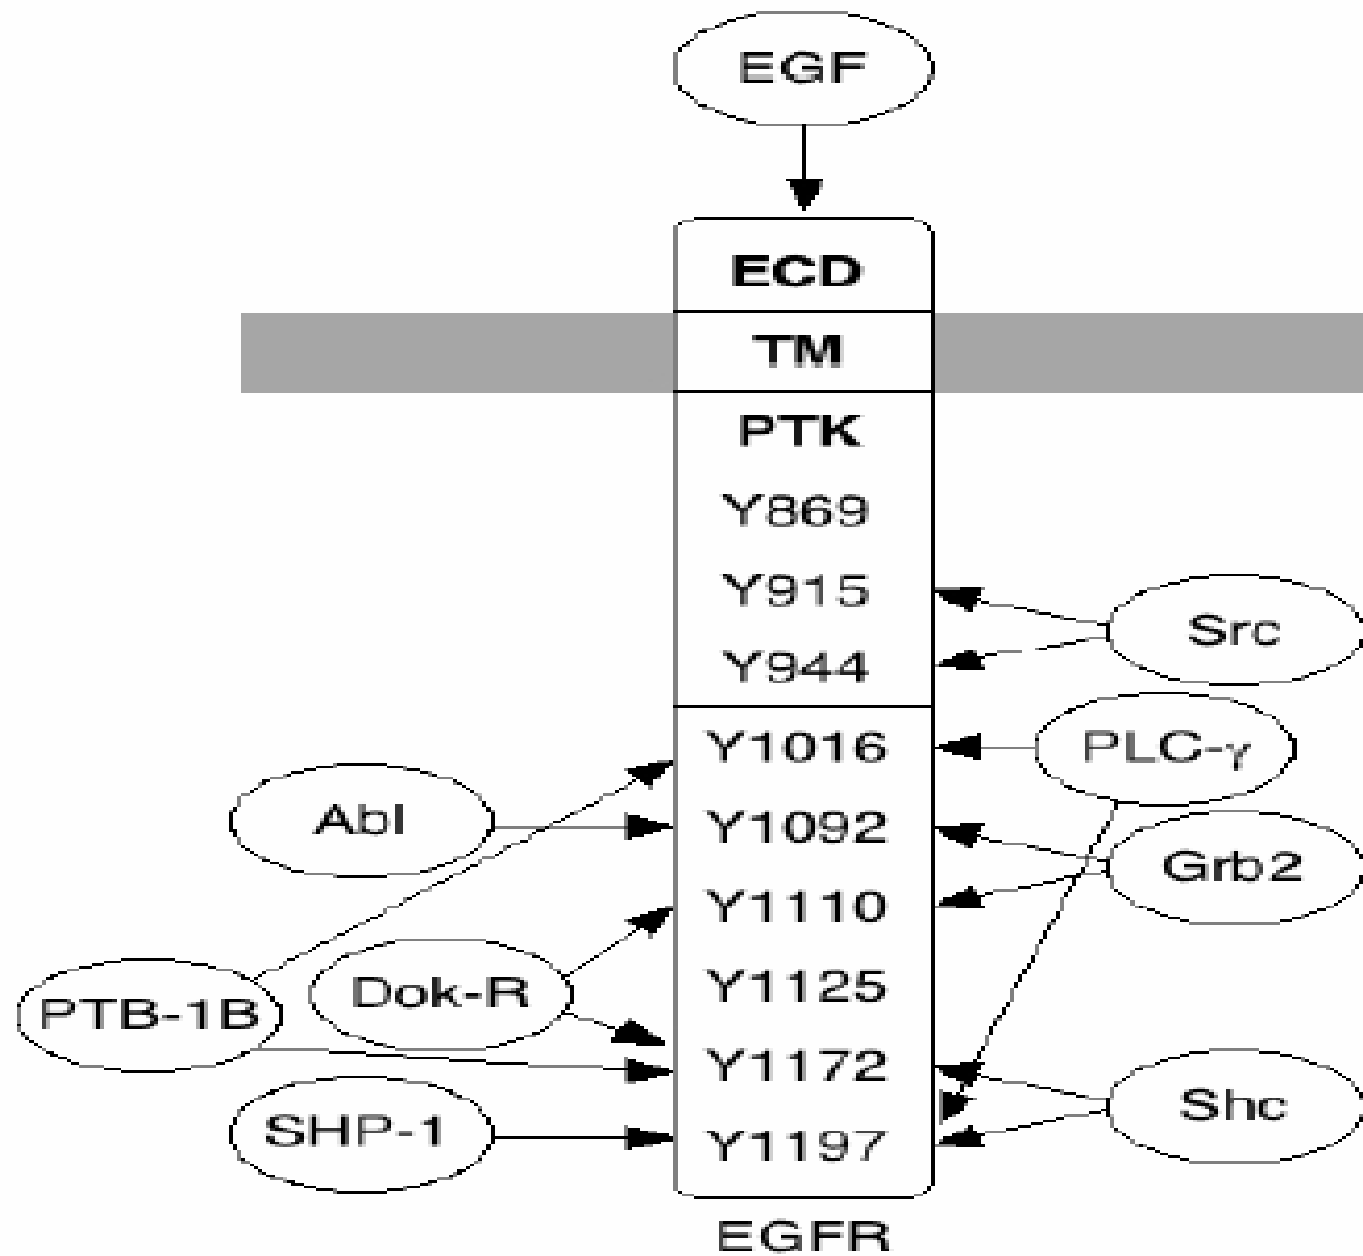 EGF
ECD
TM
PTK
Y869
Y915
Src
Y944
Y1016
PLC-γ
Abl
Y1092
Grb2
Y1110
Dok-R
Y1125
PTB-1B
Y1172
Shc
SHP-1
Y1197
EGFR